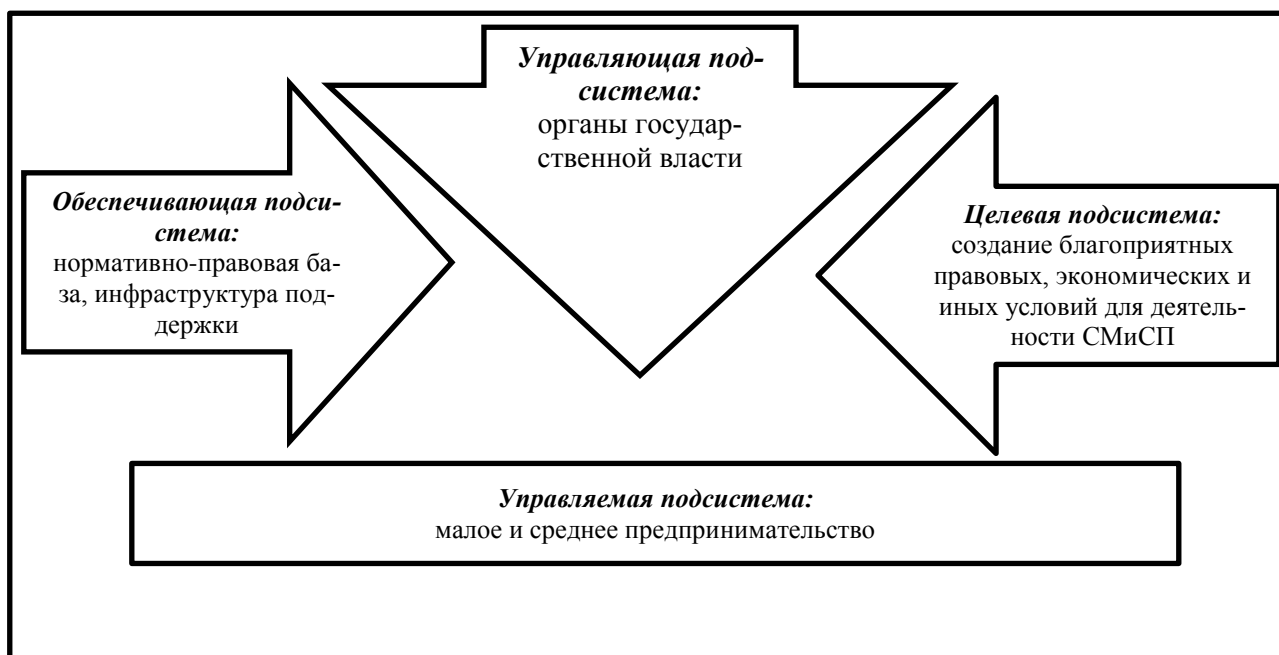 Управляющая под-
система:
органы государ-
ственной власти
Обеспечивающая подси-
стема:
нормативно-правовая ба-
за, инфраструктура под-
держки
Целевая подсистема:
создание благоприятных
правовых, экономических и
иных условий для деятель-
ности СМиСП
Управляемая подсистема:
малое и среднее предпринимательство